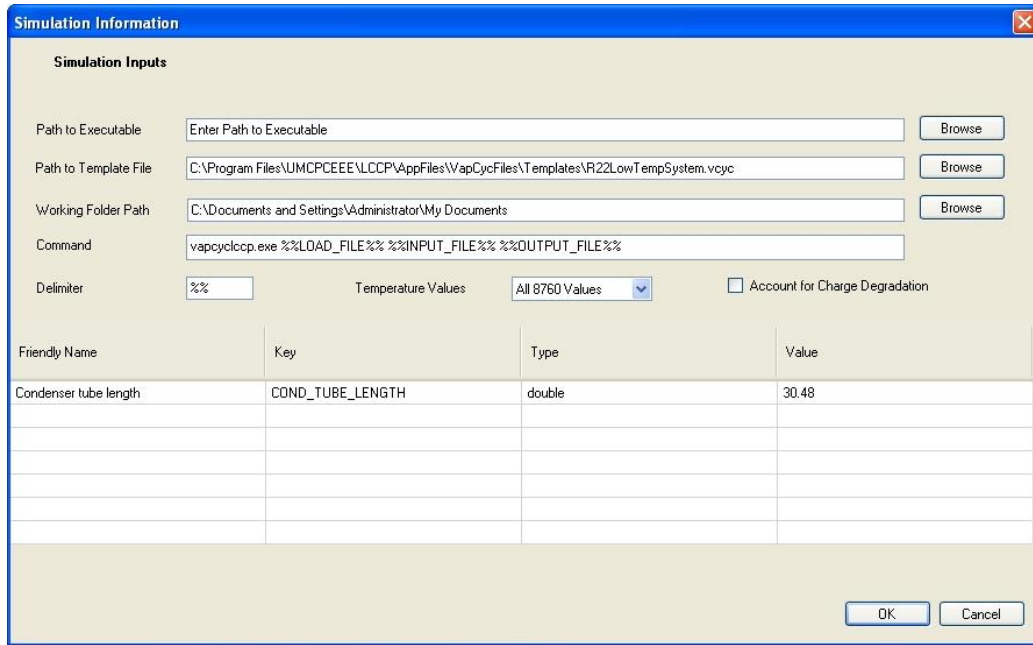 Simulation Information
Simulation Inputs
Path to Executable Enter Path to Executable Browse
Path to Template File C:\Program Files\UMCPCEEE\LCCP\AppFiles\VapCycFiles\Templates\R22LowTempSystem.vcyc Browse
Working Folder Path C:\Documents and Settings\Administrator\My Documents Browse
Command vapcyclccp.exe %%LOAD_FILE%% %%INPUT_FILE%% %%OUTPUT_FILE%%
Delimiter %% Temperature Values All 8760 Values Account for Charge Degradation
Friendly Name Key Type Value
Condenser tube length COND_TUBE_LENGTH double 30.48
OK Cancel